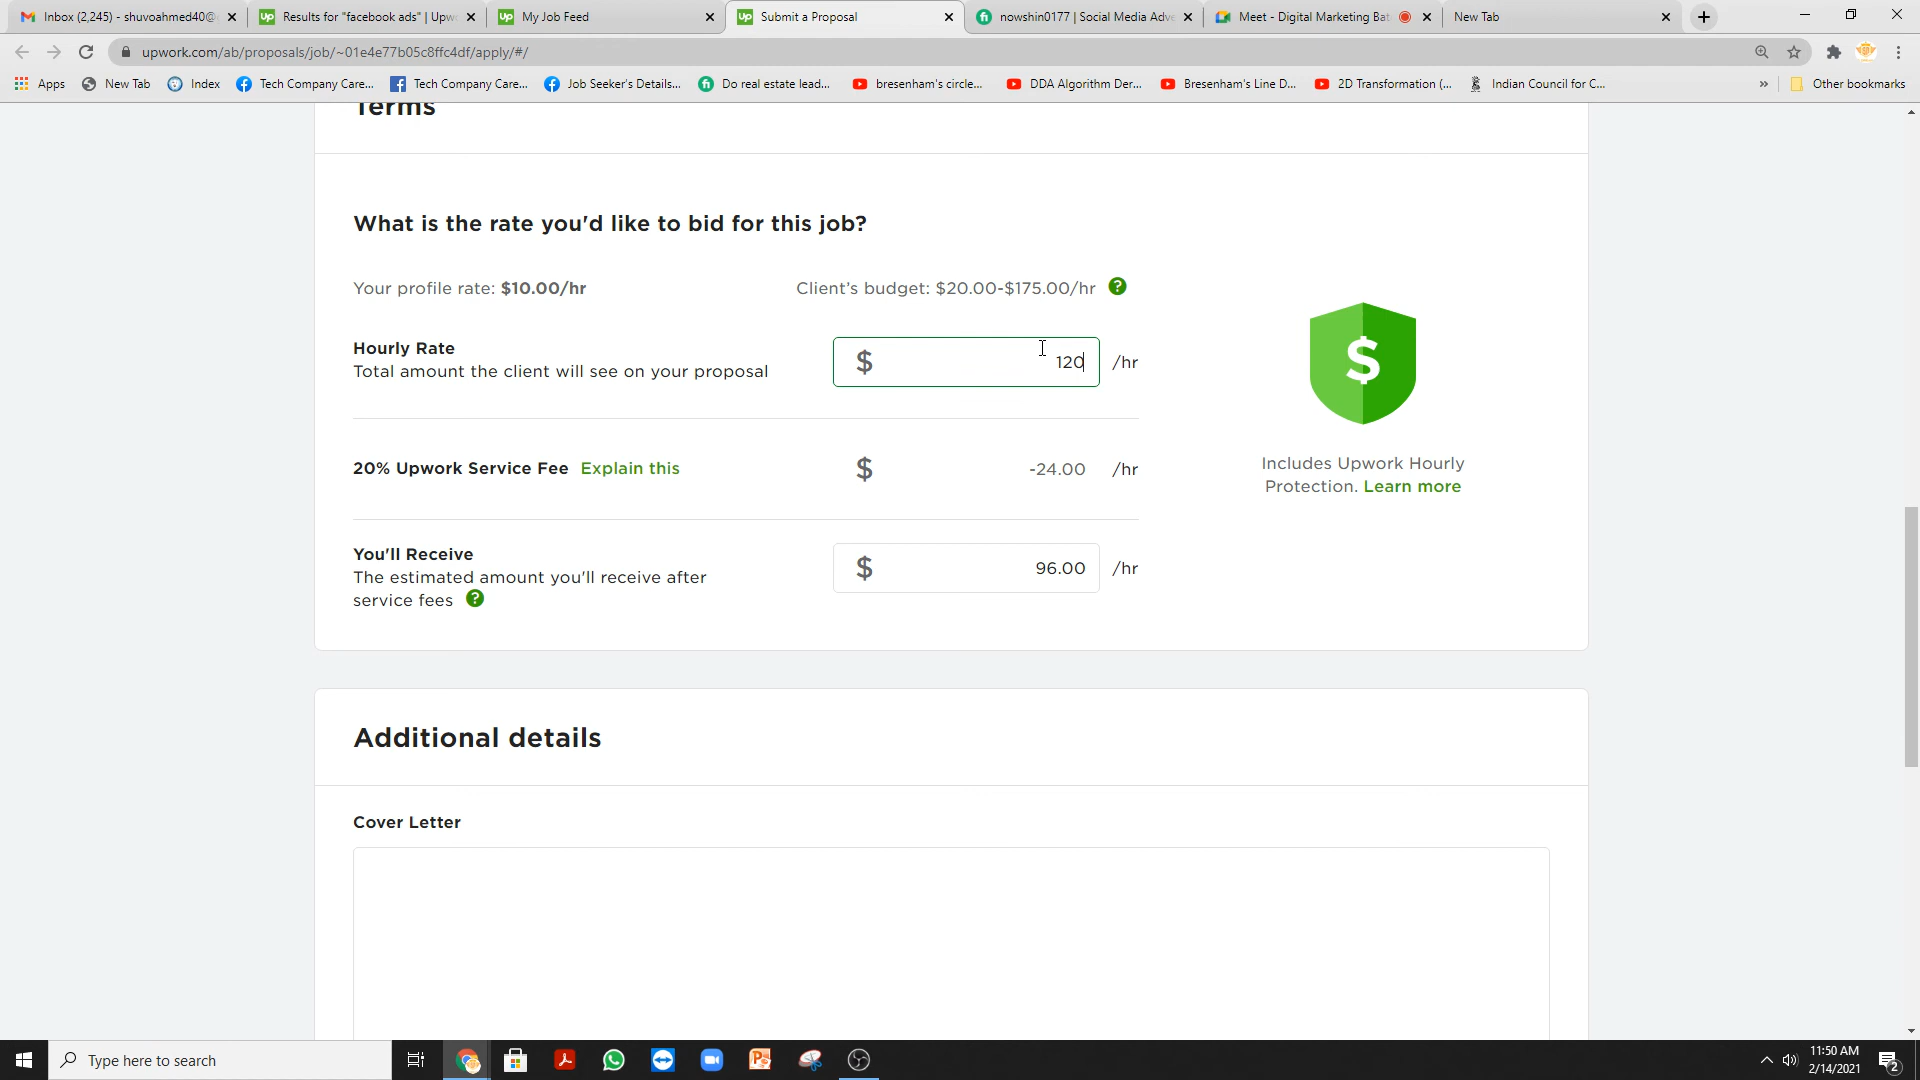 Inbox (2,245) - shuvoahmed40@
Results for "facebook ads" | Upwo
My Job Feed
Submit a Proposal
nowshin0177 | Social Media Adve
Meet - Digital Marketing Bat
New Tab
upwork.com/ab/proposals/job/~01e4e77b05c8ffc4df/apply/#/
Apps
New Tab
Index
Tech Company Care...
Tech Company Care...
Job Seeker's Details...
Do real estate lead...
bresenham's circle...
DDA Algorithm Der...
Bresenham's Line D...
2D Transformation (...
Indian Council for C...
»
Other bookmarks
Terms
What is the rate you'd like to bid for this job?
Your profile rate: $10.00/hr
Client's budget: $20.00-$175.00/hr ?
Hourly Rate
Total amount the client will see on your proposal
$ 120 /hr
20% Upwork Service Fee Explain this
$ -24.00 /hr
You'll Receive
The estimated amount you'll receive after
service fees ?
$ 96.00 /hr
$
Includes Upwork Hourly
Protection. Learn more
Additional details
Cover Letter
Type here to search
11:50 AM
2/14/2021
2